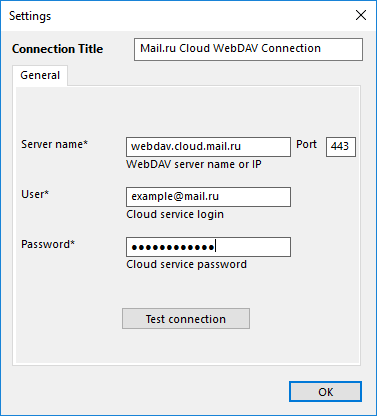 Settings
Connection Title Mail.ru Cloud WebDAV Connection
General
Server name* webdav.cloud.mail.ru Port 443
WebDAV server name or IP
User* example@mail.ru
Cloud service login
Password* ●●●●●●●●●●●●
Cloud service password
Test connection
OK